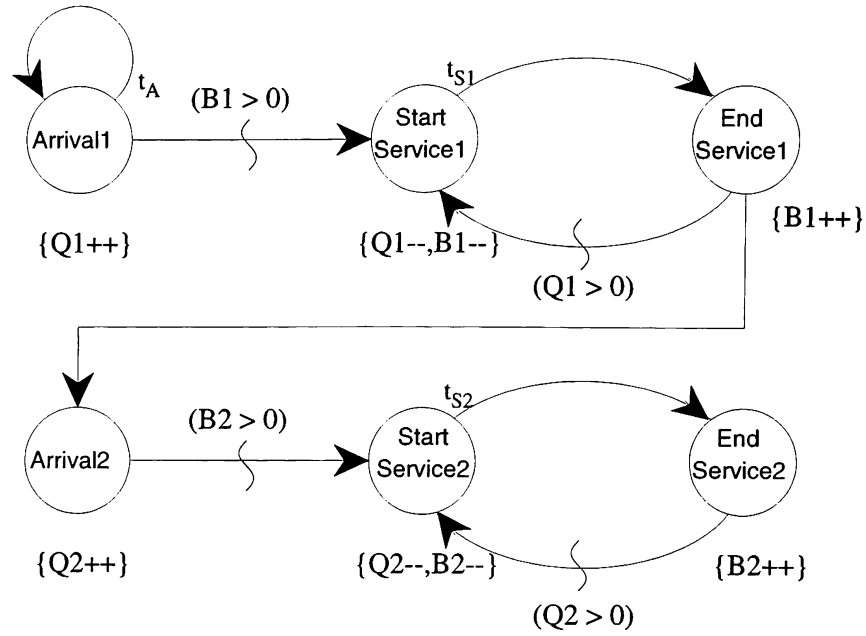 t_A
(B1 > 0)
t_S1
Arrival1
Start
Service1
End
Service1
{Q1++}
{Q1--,B1--}
{B1++}
(Q1 > 0)
(B2 > 0)
t_S2
Arrival2
Start
Service2
End
Service2
{Q2++}
{Q2--,B2--}
{B2++}
(Q2 > 0)